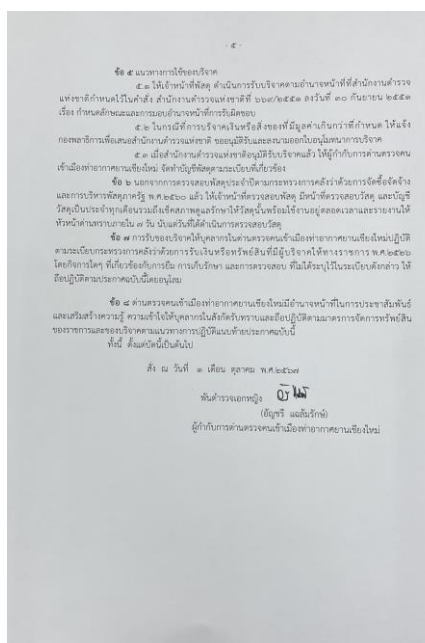 - ๕ -
ข้อ ๕ แนวทางการใช้ของบริจาค
๕.๑ ให้เจ้าหน้าที่พัสดุ ดำเนินการรับบริจาคตามอำนาจหน้าที่ที่สำนักงานตำรวจ
แห่งชาติกำหนดไว้ในคำสั่ง สำนักงานตำรวจแห่งชาติที่ ๖๖๙/๒๕๕๑ ลงวันที่ ๓๐ กันยายน ๒๕๕๑
เรื่อง กำหนดลักษณะและการมอบอำนาจหน้าที่การรับผิดชอบ
๕.๒ ในกรณีที่การบริจาคเงินหรือสิ่งของที่มีมูลค่าเกินกว่าที่กำหนด ให้แจ้ง
กองพลาธิการเพื่อเสนอสำนักงานตำรวจแห่งชาติ ขออนุมัติรับและลงนามออกใบอนุโมทนาการบริจาค
๕.๓ เมื่อสำนักงานตำรวจแห่งชาติอนุมัติรับบริจาคแล้ว ให้ผู้กำกับการด่านตรวจคน
เข้าเมืองท่าอากาศยานเชียงใหม่ จัดทำบัญชีพัสดุตามระเบียบที่เกี่ยวข้อง
ข้อ ๖ นอกจากการตรวจสอบพัสดุประจำปีตามกระทรวงการคลังว่าด้วยการจัดซื้อจัดจ้าง
และการบริหารพัสดุภาครัฐ พ.ศ.๒๕๖๐ แล้ว ให้เจ้าหน้าที่ตรวจสอบพัสดุ มีหน้าที่ตรวจสอบวัสดุ และบัญชี
วัสดุเป็นประจำทุกเดือนรวมถึงเช็คสภาพดูแลรักษาให้วัสดุนั้นพร้อมใช้งานอยู่ตลอดเวลาและรายงานให้
หัวหน้าด่านทราบภายใน ๗ วัน นับแต่วันที่ได้ดำเนินการตรวจสอบวัสดุ
ข้อ ๗ การรับของบริจาคให้บุคลากรในด่านตรวจคนเข้าเมืองท่าอากาศยานเชียงใหม่ปฏิบัติ
ตามระเบียบกระทรวงการคลังว่าด้วยการรับเงินหรือทรัพย์สินที่มีผู้บริจาคให้ทางราชการ พ.ศ.๒๕๒๖
โดยกิจการใดๆ ที่เกี่ยวข้องกับการยืม การเก็บรักษา และการตรวจสอบ ที่ไม่ได้ระบุไว้ในระเบียบดังกล่าว ให้
ถือปฏิบัติตามประกาศฉบับนี้โดยอนุโลม
ข้อ ๘ ด่านตรวจคนเข้าเมืองท่าอากาศยานเชียงใหม่มีอำนาจหน้าที่ในการประชาสัมพันธ์
และเสริมสร้างความรู้ ความเข้าใจให้บุคลากรในสังกัดรับทราบและถือปฏิบัติตามมาตรการจัดการทรัพย์สิน
ของราชการและของบริจาคตามแนวทางการปฏิบัติแนบท้ายประกาศฉบับนี้
ทั้งนี้ ตั้งแต่บัดนี้เป็นต้นไป
สั่ง ณ วันที่ ๑ เดือน ตุลาคม พ.ศ.๒๕๖๗
พันตำรวจเอกหญิง
(อัญชรี แฉล้มรักษ์)
ผู้กำกับการด่านตรวจคนเข้าเมืองท่าอากาศยานเชียงใหม่